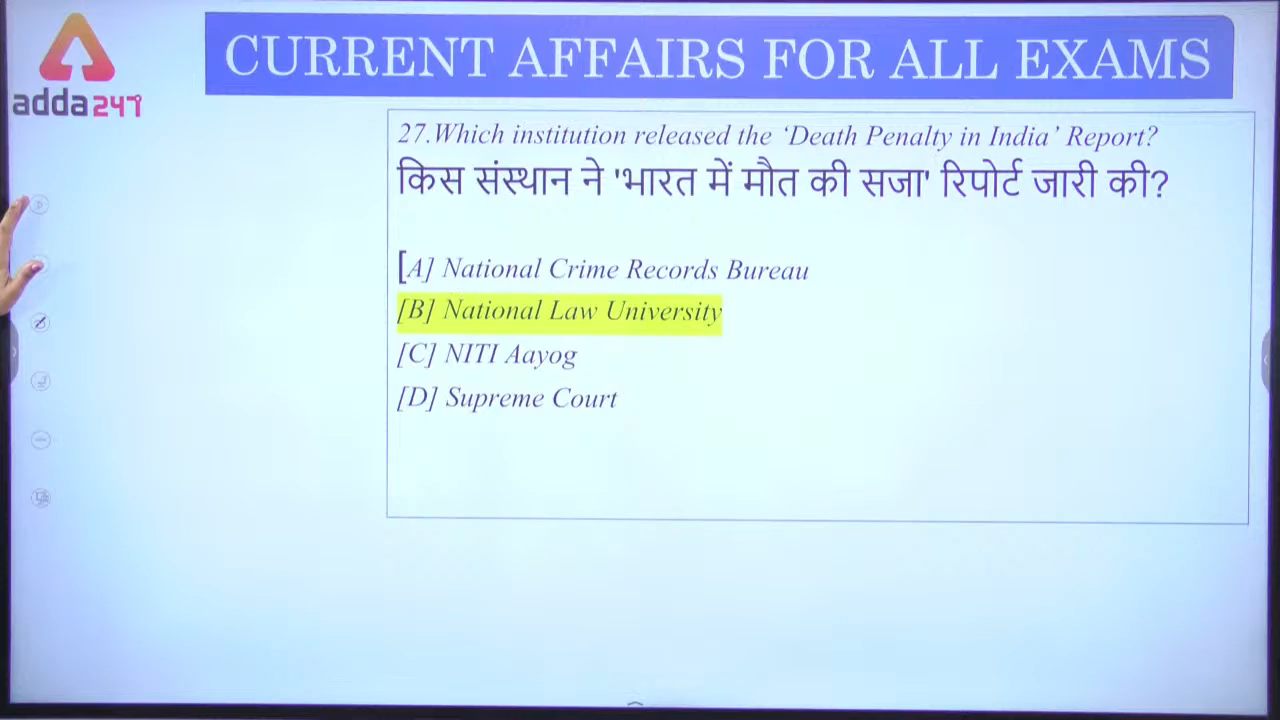 CURRENT AFFAIRS FOR ALL EXAMS
adda247
27.Which institution released the ‘Death Penalty in India’ Report?
किस संस्थान ने 'भारत में मौत की सजा' रिपोर्ट जारी की?
[A] National Crime Records Bureau
[B] National Law University
[C] NITI Aayog
[D] Supreme Court